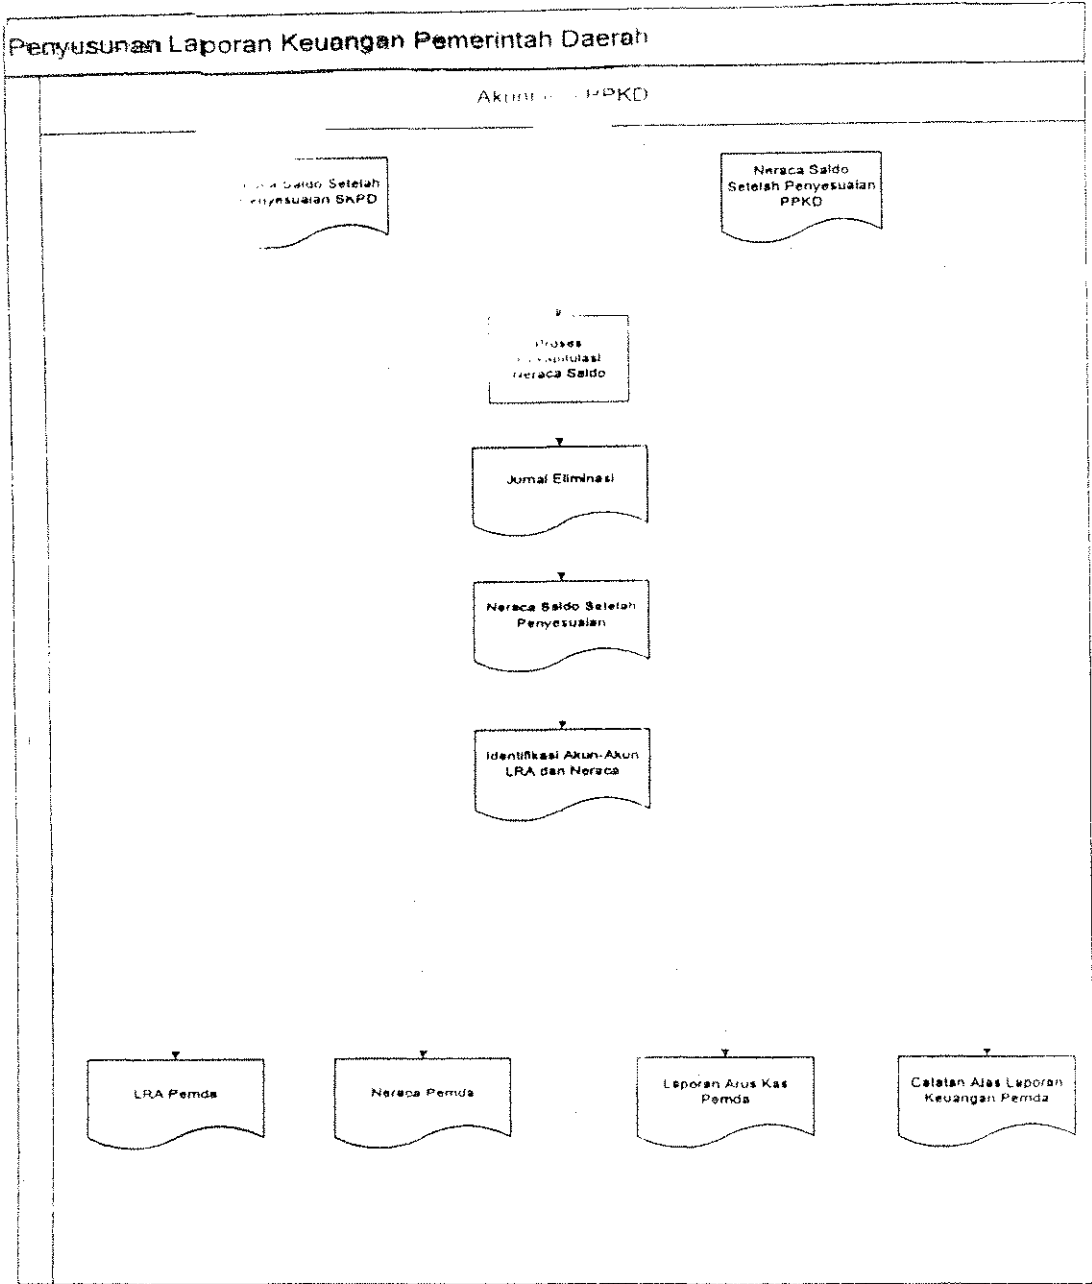 Penyusunan Laporan Keuangan Pemerintah Daerah
PPKD
Saldo Setelah
Penyesuaian SKPD
Neraca Saldo
Setelah Penyesuaian
PPKD
Proses
Neraca Saldo
Jurnal Eliminasi
Neraca Saldo Setelah
Penyesuaian
Identifikasi Akun-Akun
LRA dan Neraca
LRA Pemda
Neraca Pemda
Laporan Arus Kas
Pemda
Catatan Atas Laporan
Keuangan Pemda